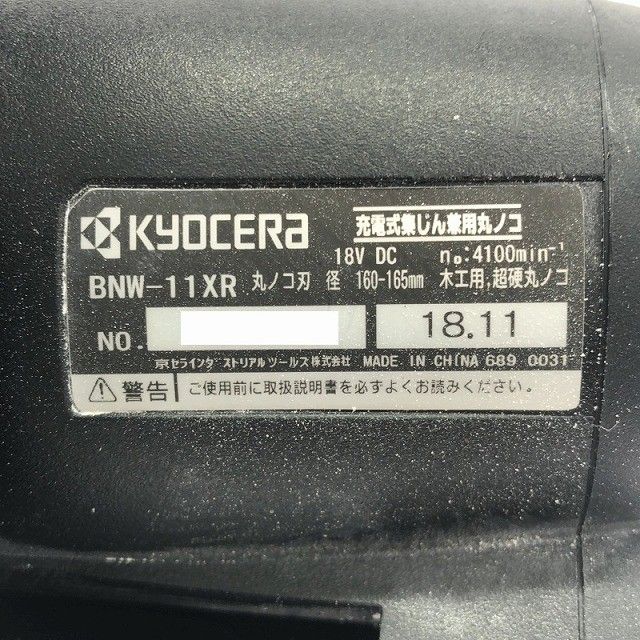 KYOCERA 充電式集じん兼用丸ノコ
18V DC n₀:4100min⁻¹
BNW-11XR 丸ノコ刃 径 160-165mm 木工用,超硬丸ノコ
NO. 18.11
京セラインダストリアルツールズ株式会社 MADE IN CHINA 689 0031
警告 ご使用前に取扱説明書を必ずよくお読みください。